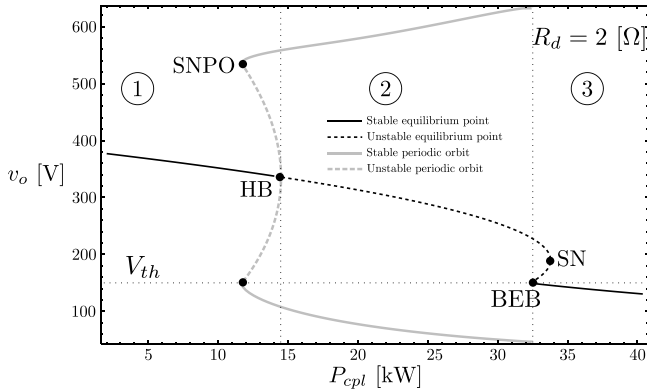 600
500
400
300
200
100
v_o [V]
R_d = 2 [Ω]
SNPO
1
2
3
Stable equilibrium point
Unstable equilibrium point
Stable periodic orbit
Unstable periodic orbit
HB
V_th
SN
BEB
5 10 15 20 25 30 35 40
P_cpl [kW]